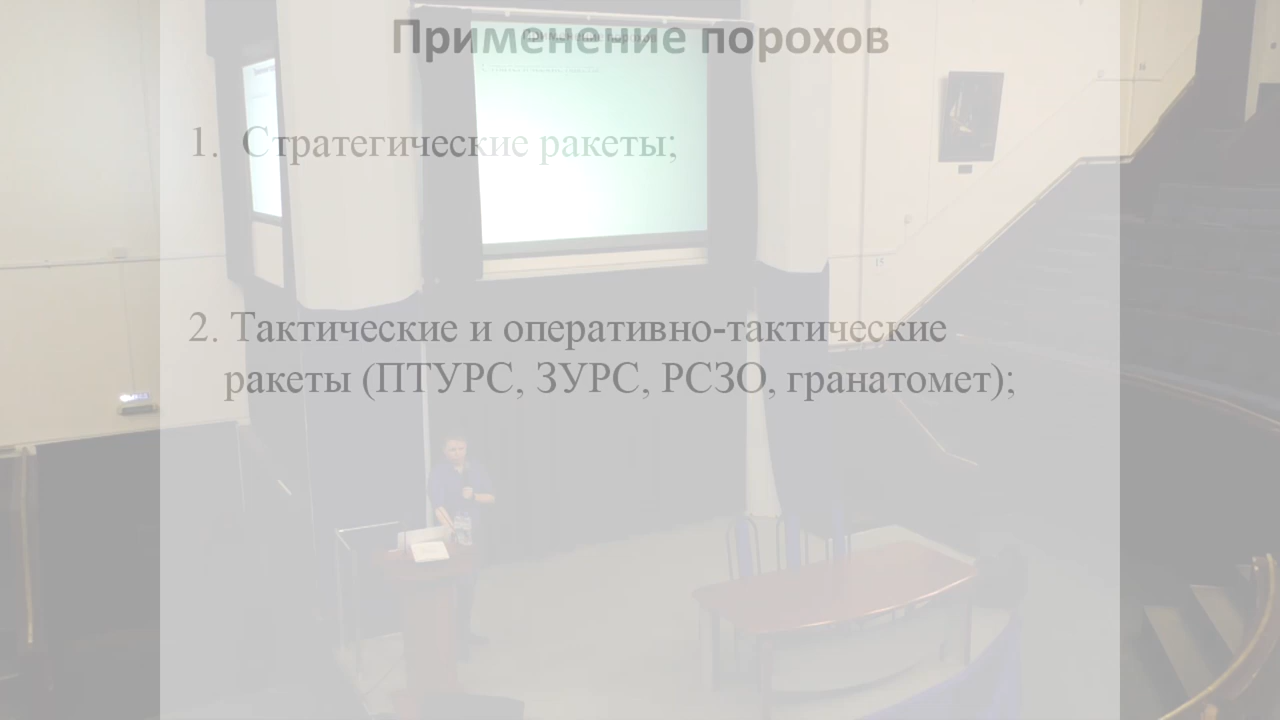 Применение порохов
1. Стратегические ракеты;
2. Тактические и оперативно-тактические
ракеты (ПТУРС, ЗУРС, РСЗО, гранатомет);